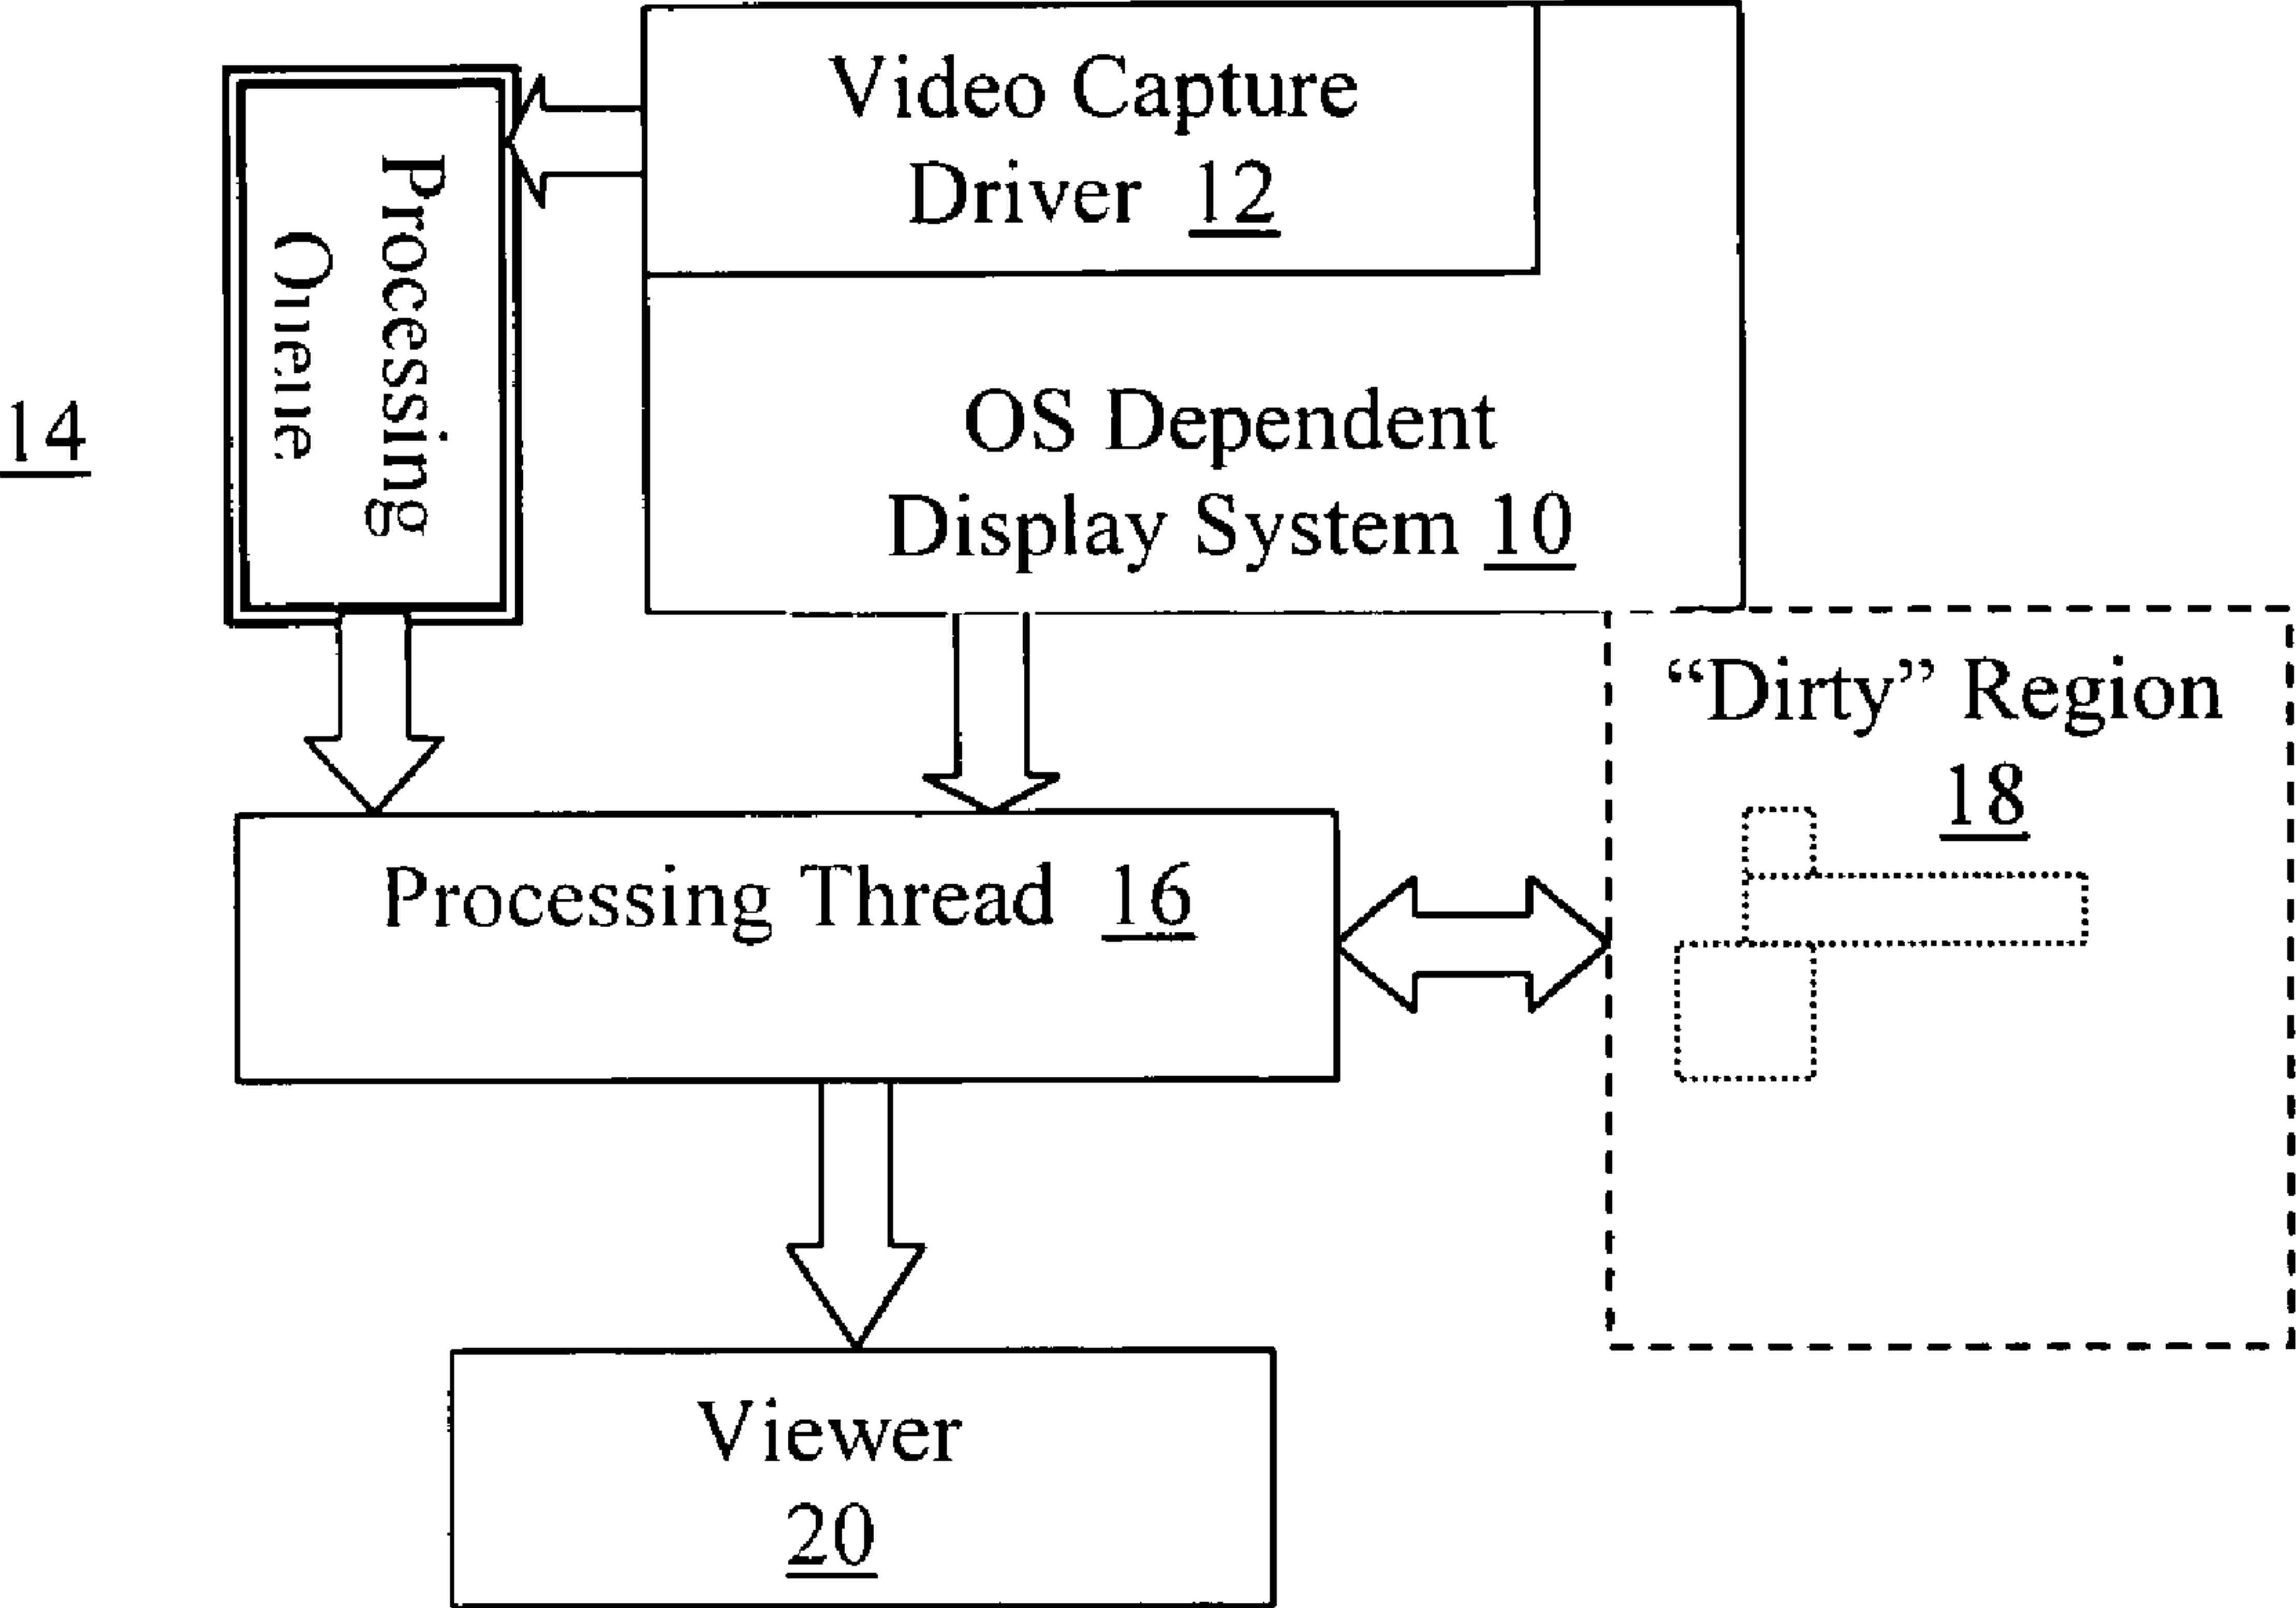 Video Capture
Driver 12
Processing
Queue
14
OS Dependent
Display System 10
“Dirty” Region
18
Processing Thread 16
Viewer
20